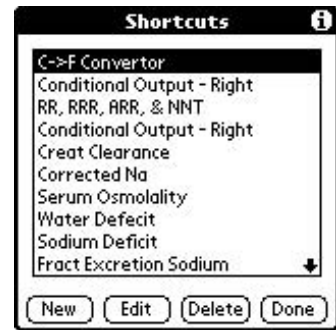 Shortcuts
C->F Convertor
Conditional Output - Right
RR, RRR, ARR, & NNT
Conditional Output - Right
Creat Clearance
Corrected Na
Serum Osmolality
Water Defecit
Sodium Deficit
Fract Excretion Sodium
New Edit Delete Done